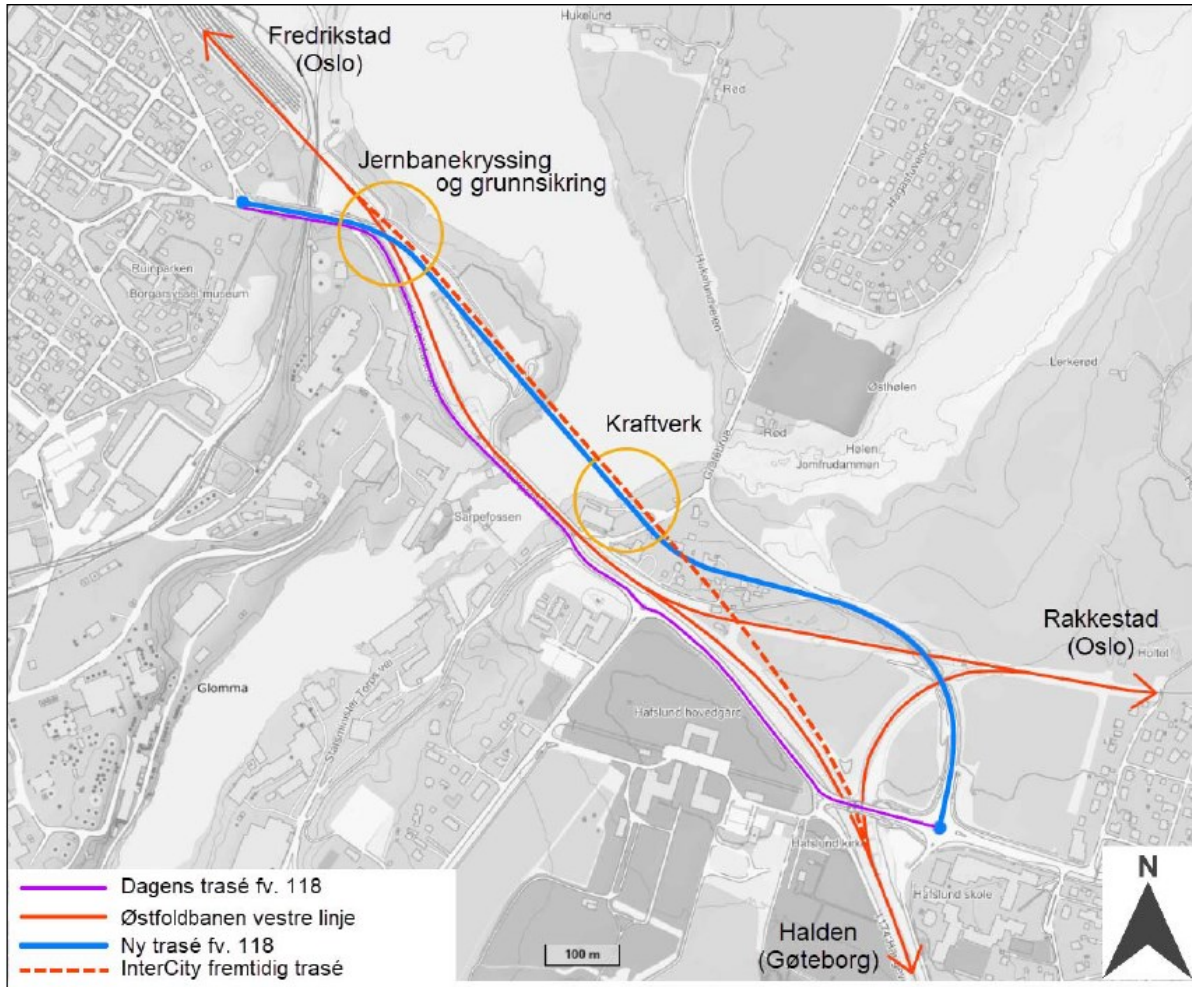 Fredrikstad
(Oslo)
Hukelund
Rød
Jernbanekryssing
og grunnsikring
Hagastuveien
Ruinparken
Borgarsyssel museum
Hukelundveien
Lerkerød
Østhølen
Kraftverk
Rød
Hølen
Jomfrudammen
Sarpefossen
Rakkestad
(Oslo)
Glomma
Hafslund hovedgård
Hafslund kirke
Hafslund skole
Halden
(Gøteborg)
100 m
N
Dagens trasé fv. 118
Østfoldbanen vestre linje
Ny trasé fv. 118
InterCity fremtidig trasé